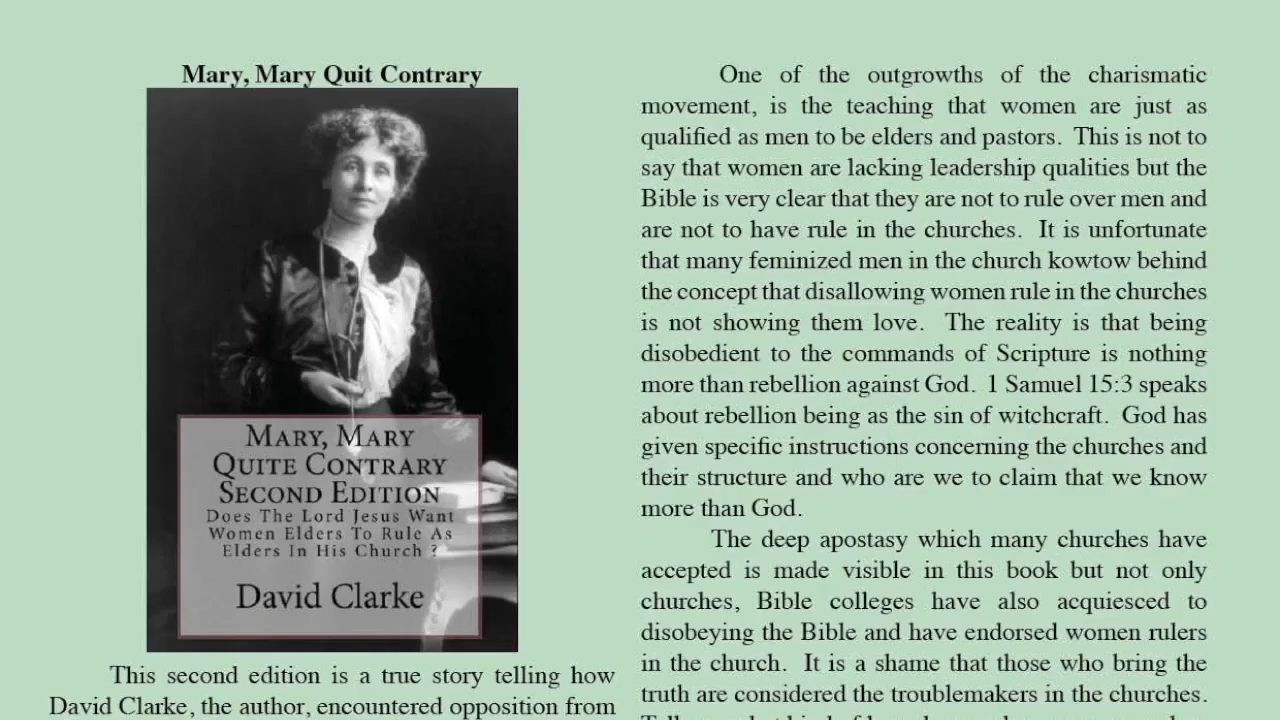 Mary, Mary Quit Contrary
MARY, MARY
QUITE CONTRARY
SECOND EDITION
Does The Lord Jesus Want
Women Elders To Rule As
Elders In His Church ?
David Clarke
This second edition is a true story telling how
David Clarke, the author, encountered opposition from
One of the outgrowths of the charismatic
movement, is the teaching that women are just as
qualified as men to be elders and pastors. This is not to
say that women are lacking leadership qualities but the
Bible is very clear that they are not to rule over men and
are not to have rule in the churches. It is unfortunate
that many feminized men in the church kowtow behind
the concept that disallowing women rule in the churches
is not showing them love. The reality is that being
disobedient to the commands of Scripture is nothing
more than rebellion against God. 1 Samuel 15:3 speaks
about rebellion being as the sin of witchcraft. God has
given specific instructions concerning the churches and
their structure and who are we to claim that we know
more than God.
The deep apostasy which many churches have
accepted is made visible in this book but not only
churches, Bible colleges have also acquiesced to
disobeying the Bible and have endorsed women rulers
in the church. It is a shame that those who bring the
truth are considered the troublemakers in the churches.